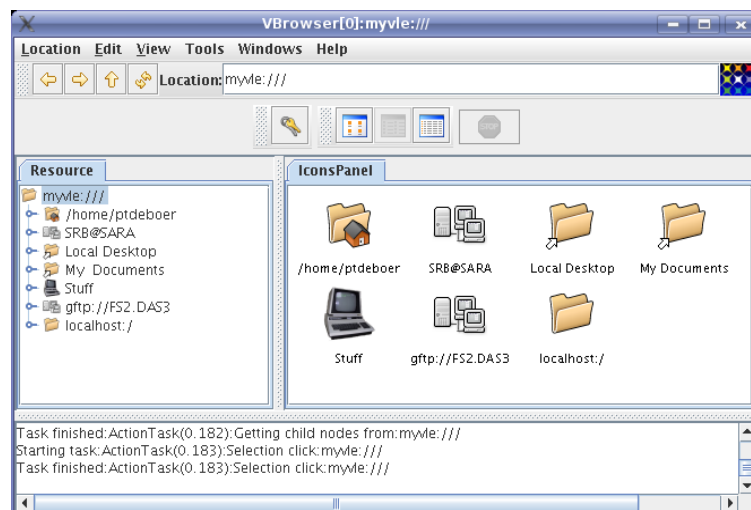 VBrowser[0]:myvle:///
Location Edit View Tools Windows Help
Location: myvle:///
STOP
Resource
IconsPanel
myvle:///
/home/ptdeboer
SRB@SARA
Local Desktop
My Documents
Stuff
gftp://FS2.DAS3
localhost:/
/home/ptdeboer SRB@SARA Local Desktop My Documents
Stuff gftp://FS2.DAS3 localhost:/
Task finished:ActionTask(0.182):Getting child nodes from:myvle:///
Starting task:ActionTask(0.183):Selection click:myvle:///
Task finished:ActionTask(0.183):Selection click:myvle:///